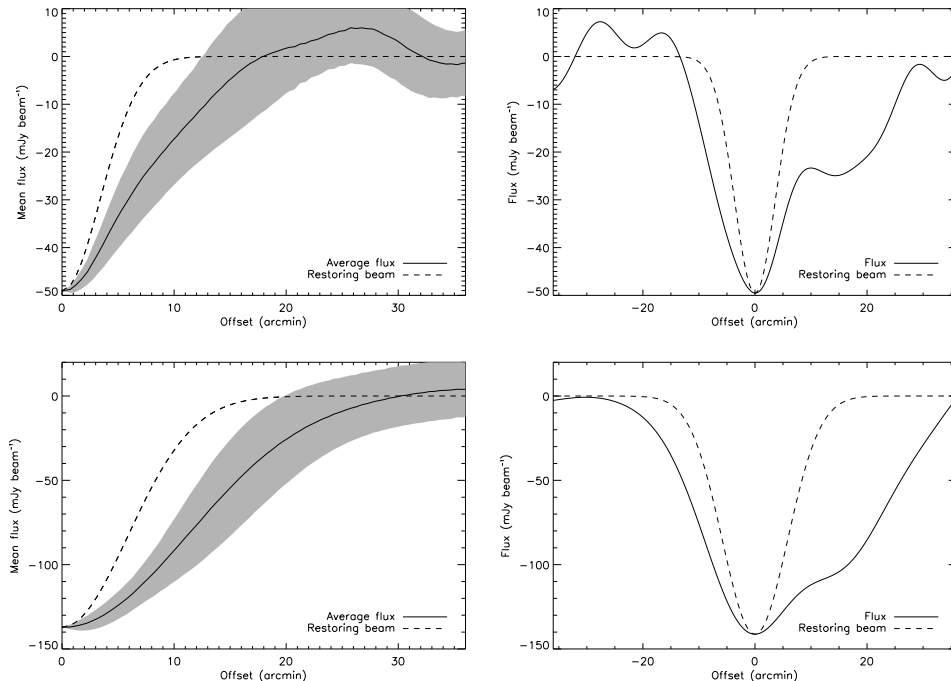 10
0
−10
−20
−30
−40
−50
Mean flux (mJy beam⁻¹)
Average flux
Restoring beam
0 10 20 30
Offset (arcmin)
10
0
−10
−20
−30
−40
−50
Flux (mJy beam⁻¹)
Flux
Restoring beam
−20 0 20
Offset (arcmin)
0
−50
−100
−150
Mean flux (mJy beam⁻¹)
Average flux
Restoring beam
0 10 20 30
Offset (arcmin)
0
−50
−100
−150
Flux (mJy beam⁻¹)
Flux
Restoring beam
−20 0 20
Offset (arcmin)